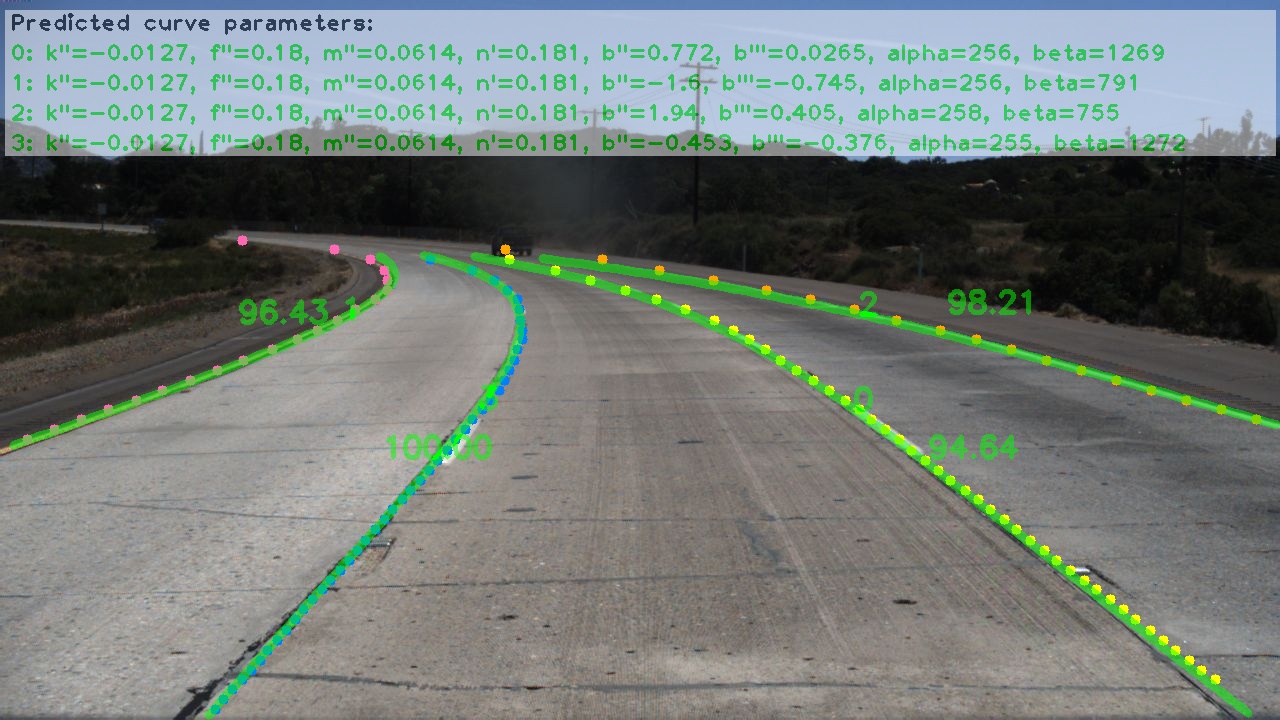 Predicted curve parameters:
0: k''=-0.0127, f''=0.18, m''=0.0614, n'=0.181, b''=0.772, b'''=0.0265, alpha=256, beta=1269
1: k''=-0.0127, f''=0.18, m''=0.0614, n'=0.181, b''=-1.6, b'''=-0.745, alpha=256, beta=791
2: k''=-0.0127, f''=0.18, m''=0.0614, n'=0.181, b''=1.94, b'''=0.405, alpha=258, beta=755
3: k''=-0.0127, f''=0.18, m''=0.0614, n'=0.181, b''=-0.453, b'''=-0.376, alpha=255, beta=1272
96.43 1
2 98.21
0
100.00
94.64